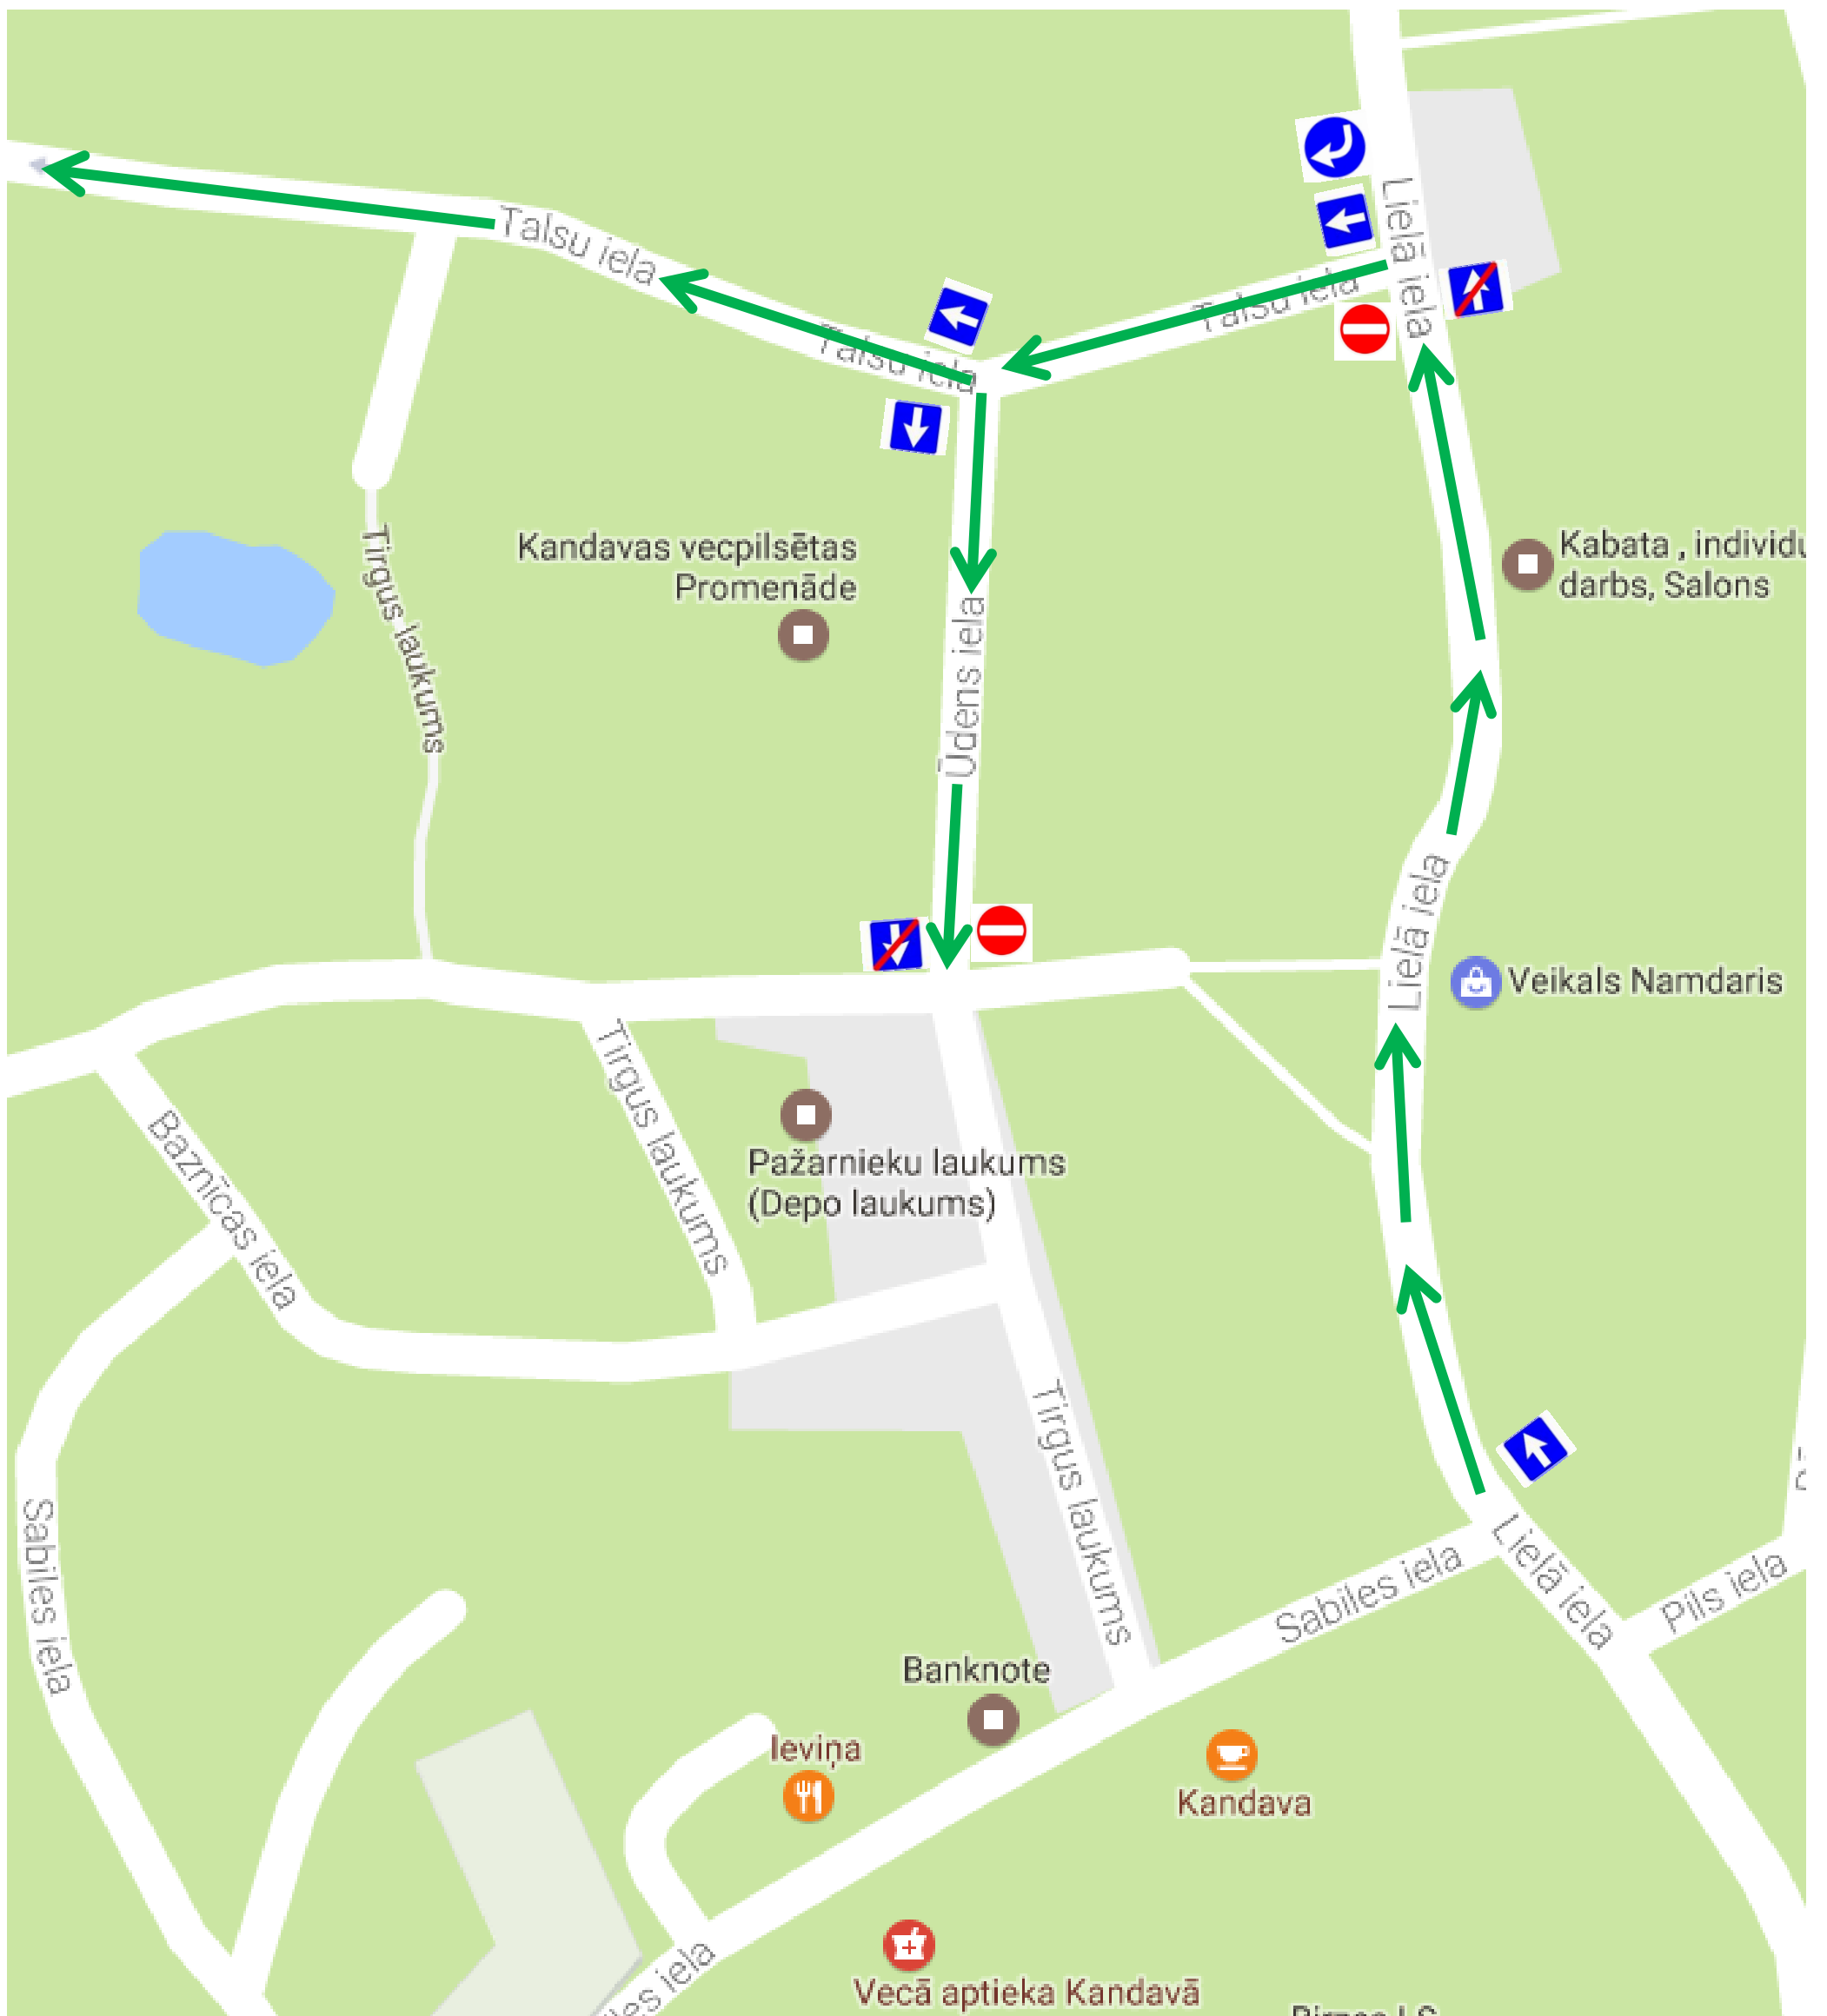 Lielā iela
Talsu iela
Talsu iela
Talsu iela
Kandavas vecpilsētas
Promenāde
Kabata , individu
darbs, Salons
Tirgus laukums
Ūdens iela
Lielā iela
Veikals Namdaris
Tirgus laukums
Baznīcas iela
Pažarnieku laukums
(Depo laukums)
Tirgus laukums
Sabiles iela
Sabiles iela
Lielā iela
Pils iela
Banknote
Ieviņa
Kandava
les iela
Vecā aptieka Kandavā